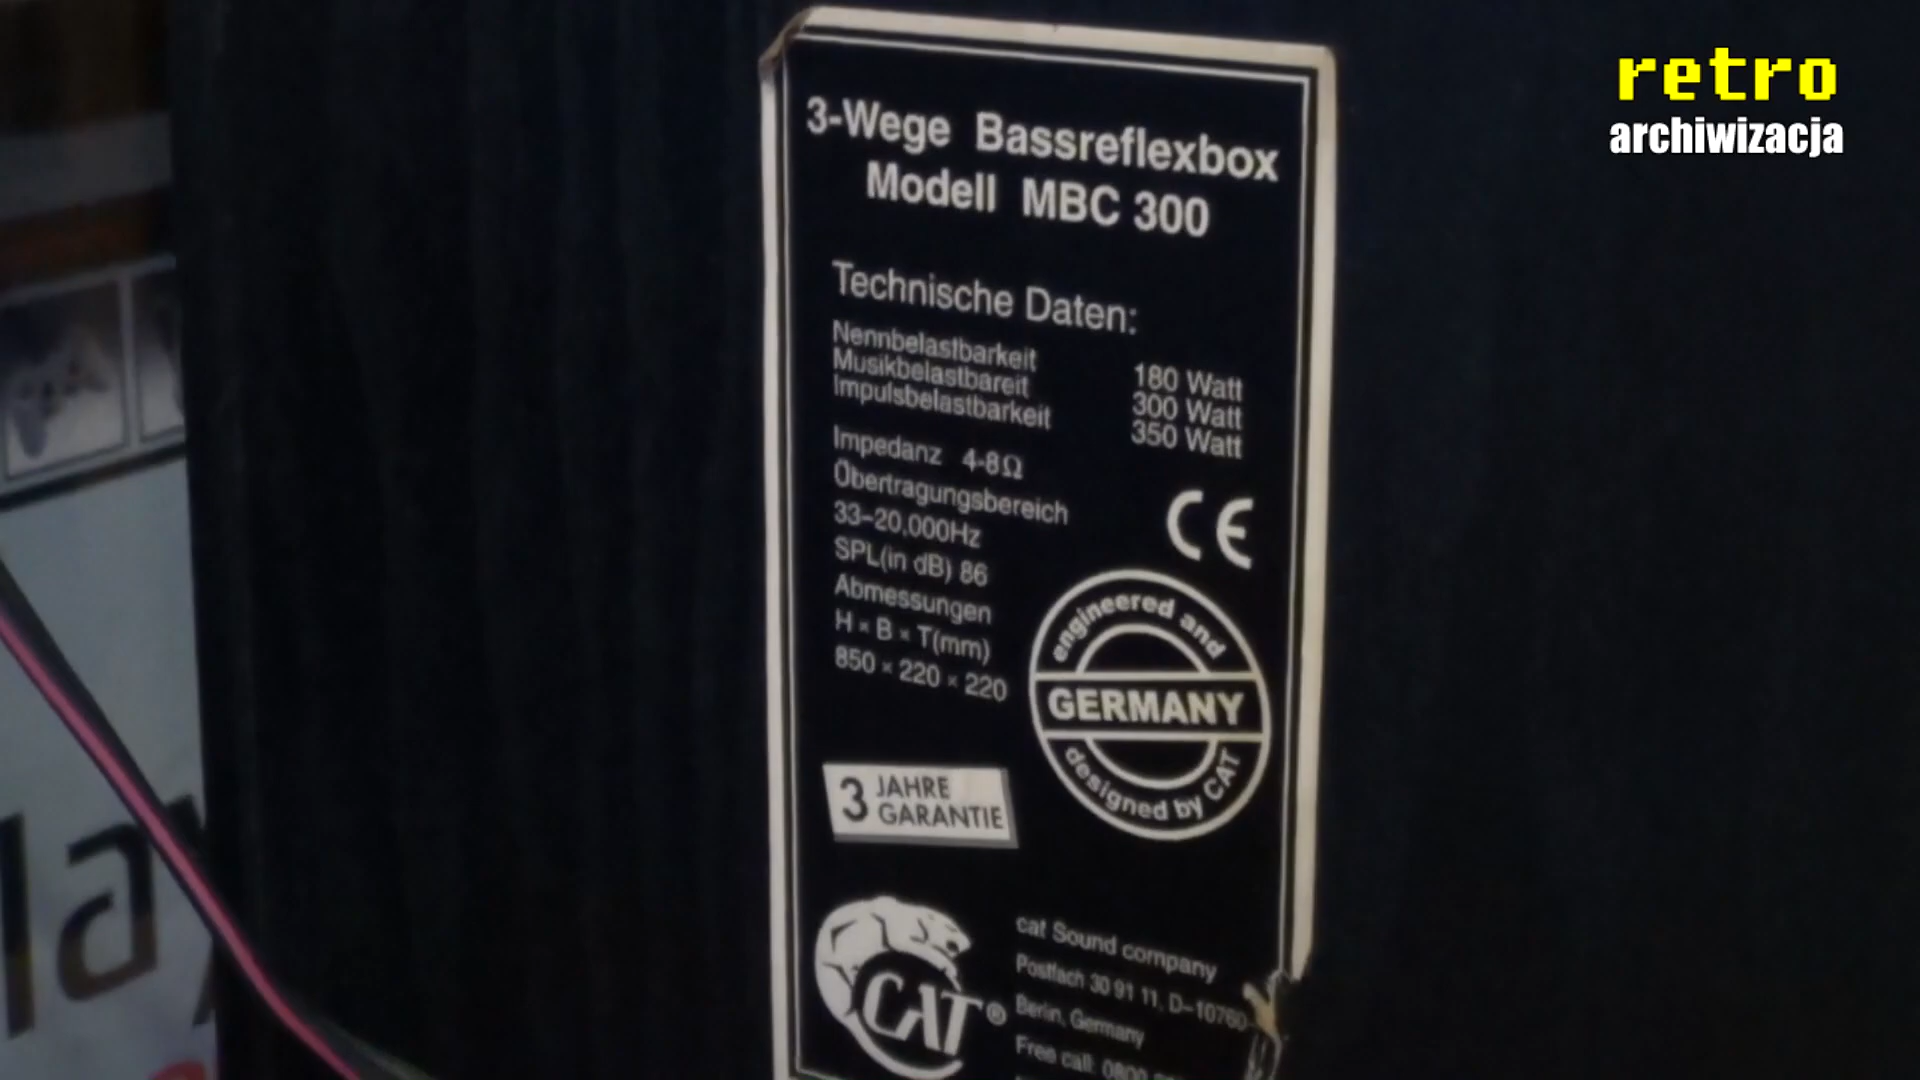 retro
archiwizacja
3-Wege Bassreflexbox
Modell MBC 300
Technische Daten:
Nennbelastbarkeit 180 Watt
Musikbelastbareit 300 Watt
Impulsbelastbarkeit 350 Watt
Impedanz 4-8Ω
Übertragungsbereich
33-20,000Hz
SPL(in dB) 86
Abmessungen
H × B × T(mm)
850 × 220 × 220
CE
engineered and
GERMANY
designed by CAT
3 JAHRE
GARANTIE
CAT®
cat Sound company
Postfach 30 91 11, D-10760
Berlin, Germany
Free call: 0800